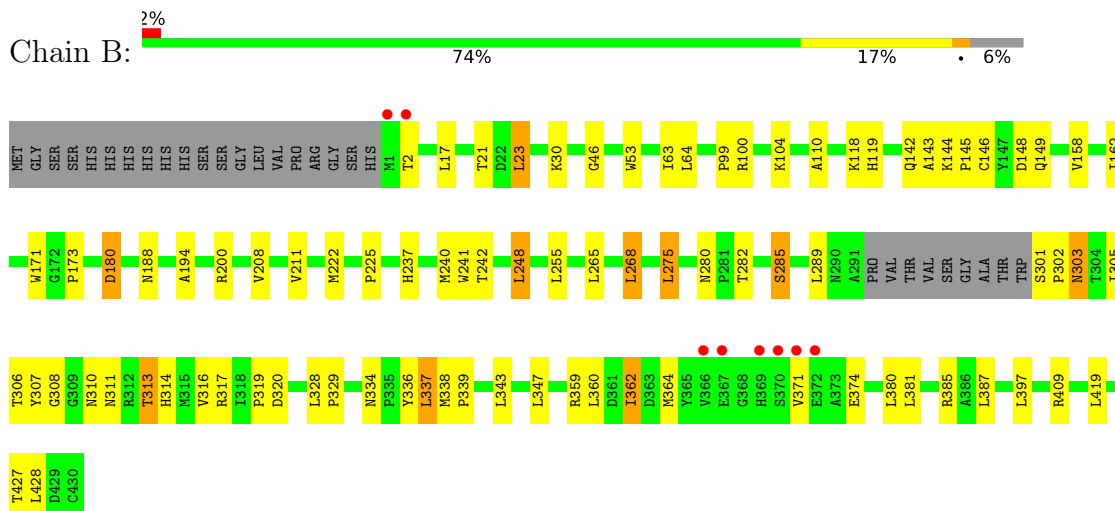 2%
Chain B:
74% 17% • 6%
MET GLY SER SER HIS HIS HIS HIS HIS HIS SER SER GLY LEU VAL PRO ARG GLY SER HIS M1 T2 L17 T21 D22 L23 K30 G46 W53 I63 L64 P99 R100 K104 A110 K118 H119 Q142 A143 K144 P145 C146 Y147 D148 Q149 V158 I162
W171 G172 P173 D180 N188 A194 R200 V208 V211 M222 P225 H237 M240 W241 T242 L248 L255 L265 L268 L275 N280 P281 T282 S285 L289 N290 A291 PRO VAL THR VAL SER GLY ALA THR TRP S301 P302 N303 T304 I305
T306 Y307 G308 G309 N310 N311 R312 T313 H314 M315 V316 R317 I318 P319 D320 L328 P329 N334 P335 Y336 L337 M338 P339 L343 L347 R359 L360 D361 I362 D363 M364 Y365 V366 E367 G368 H369 S370 V371 E372 A373 E374 L380 L381 R385 A386 L387 L397 R409 L419
T427 L428 D429 C430